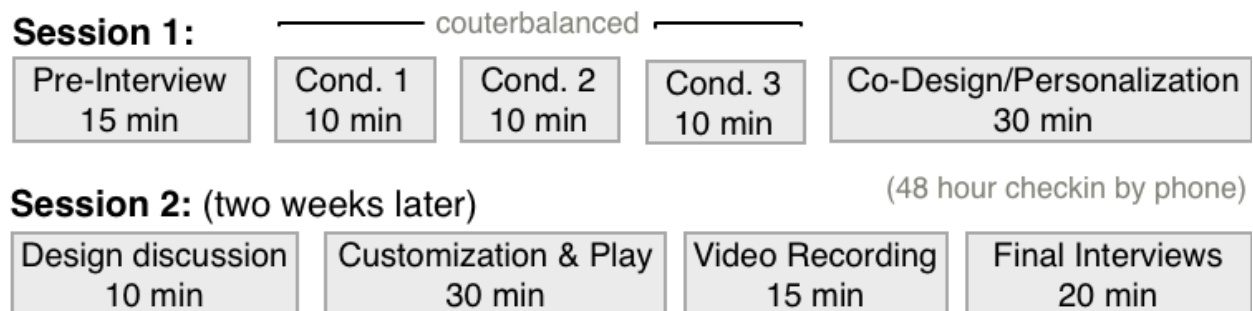 Session 1:
couterbalanced
Pre-Interview
15 min
Cond. 1
10 min
Cond. 2
10 min
Cond. 3
10 min
Co-Design/Personalization
30 min
(48 hour checkin by phone)
Session 2: (two weeks later)
Design discussion
10 min
Customization & Play
30 min
Video Recording
15 min
Final Interviews
20 min